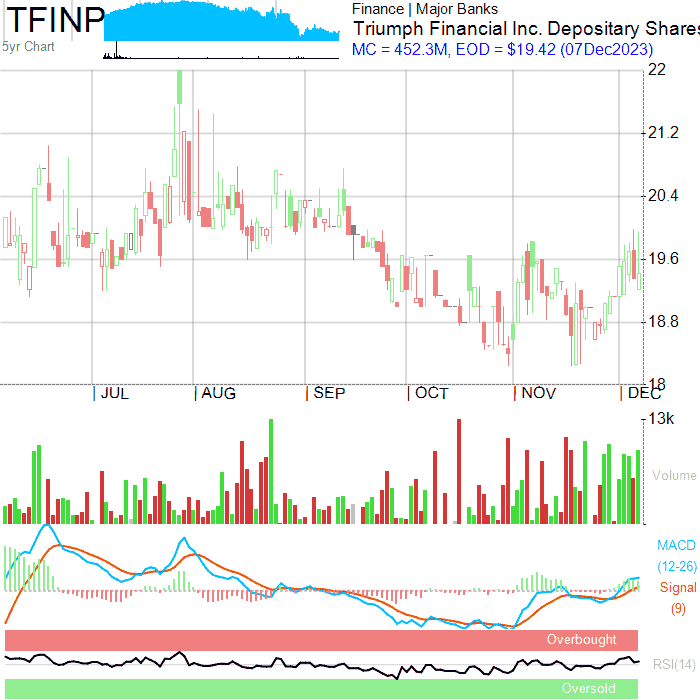 TFINP
5yr Chart
Finance | Major Banks
Triumph Financial Inc. Depositary Shares
MC = 452.3M, EOD = $19.42 (07Dec2023)
22
21.2
20.4
19.6
18.8
18
JUL AUG SEP OCT NOV DEC
13k
Volume
MACD
(12-26)
Signal
(9)
Overbought
RSI(14)
Oversold